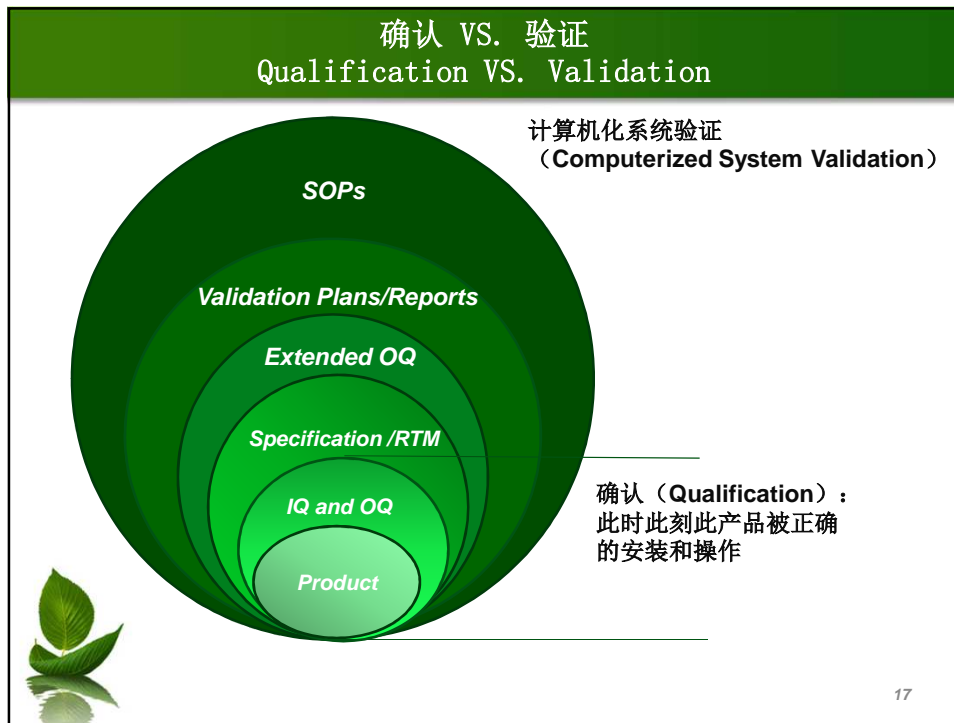 确认 VS. 验证
Qualification VS. Validation
计算机化系统验证
（Computerized System Validation）
SOPs
Validation Plans/Reports
Extended OQ
Specification /RTM
IQ and OQ
Product
确认（Qualification）：
此时此刻此产品被正确
的安装和操作
17